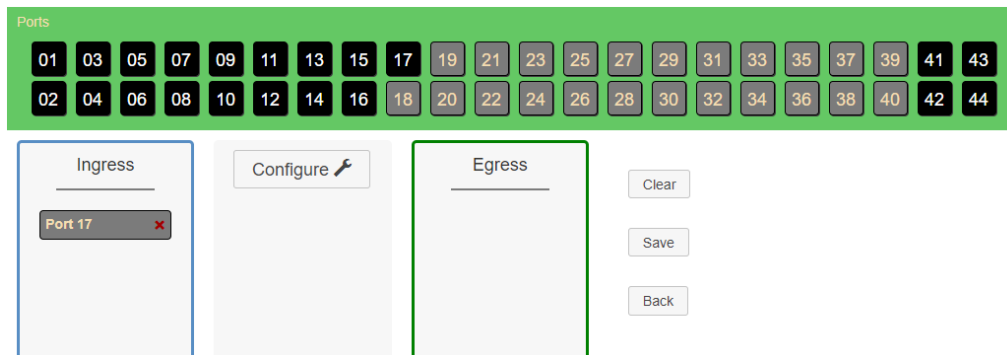 Ports
01 03 05 07 09 11 13 15 17 19 21 23 25 27 29 31 33 35 37 39 41 43
02 04 06 08 10 12 14 16 18 20 22 24 26 28 30 32 34 36 38 40 42 44
Ingress
Port 17
Configure
Egress
Clear
Save
Back